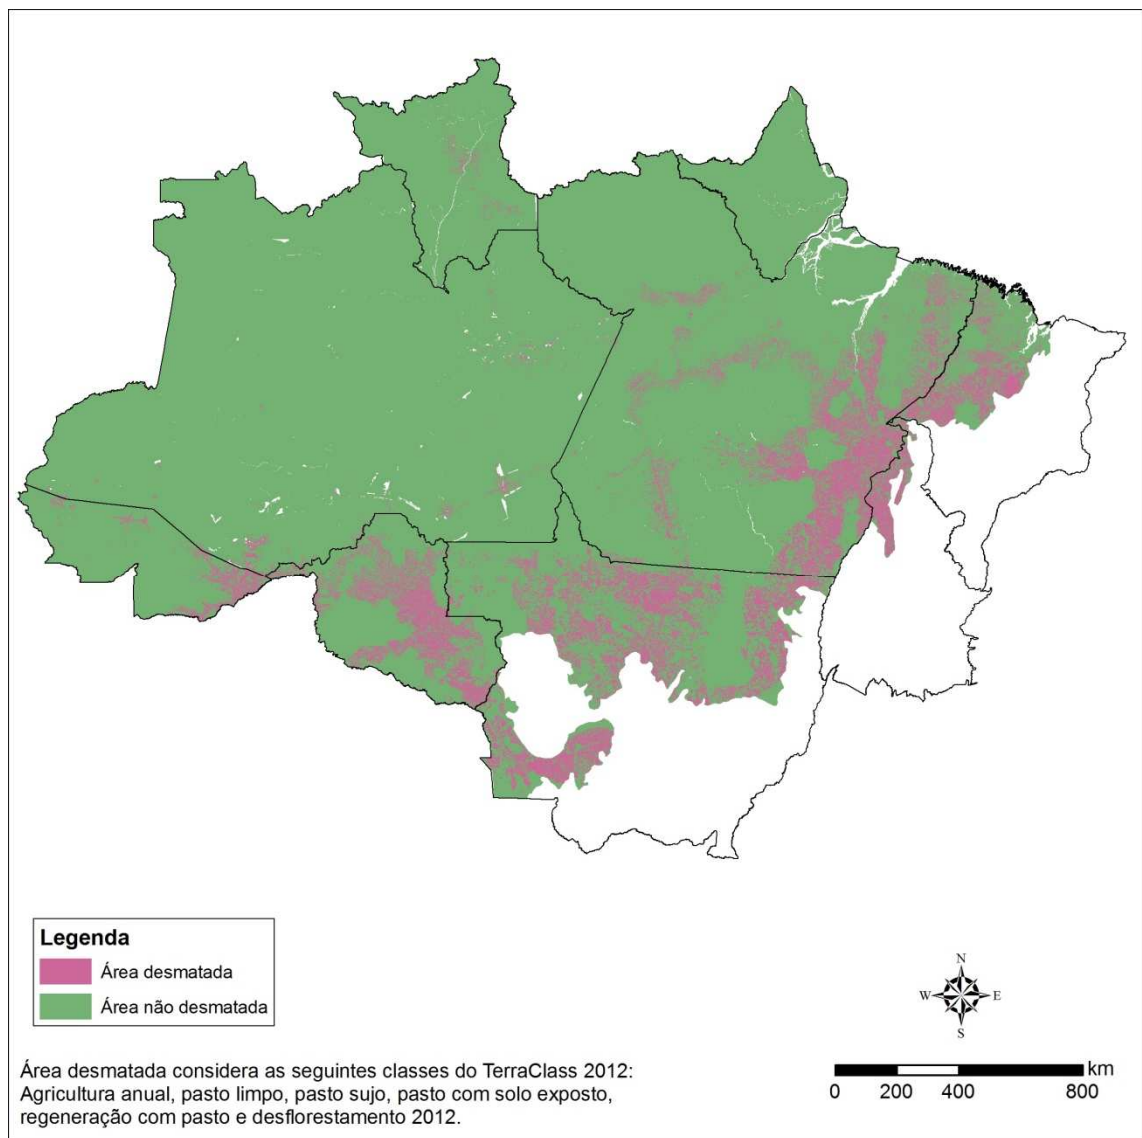 Legenda
Área desmatada
Área não desmatada
N
W
E
S
Área desmatada considera as seguintes classes do TerraClass 2012:
Agricultura anual, pasto limpo, pasto sujo, pasto com solo exposto,
regeneração com pasto e desflorestamento 2012.
km
0 200 400 800